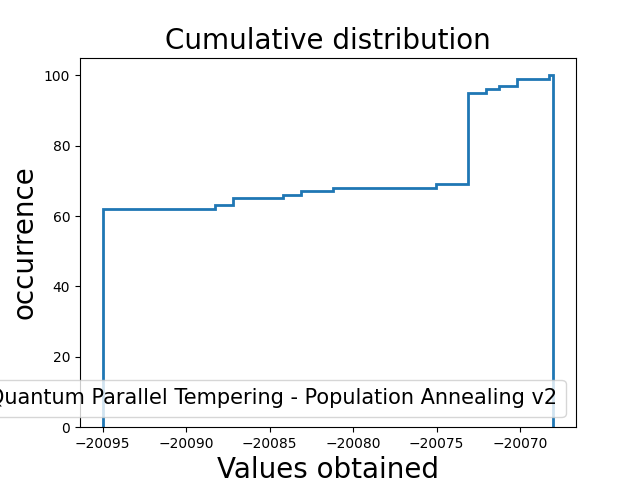 Cumulative distribution
occurrence
100
80
60
40
20
0
Parallel Tempering - Population Annealing v2
−20095 −20090 −20085 −20080 −20075 −20070
Values obtained